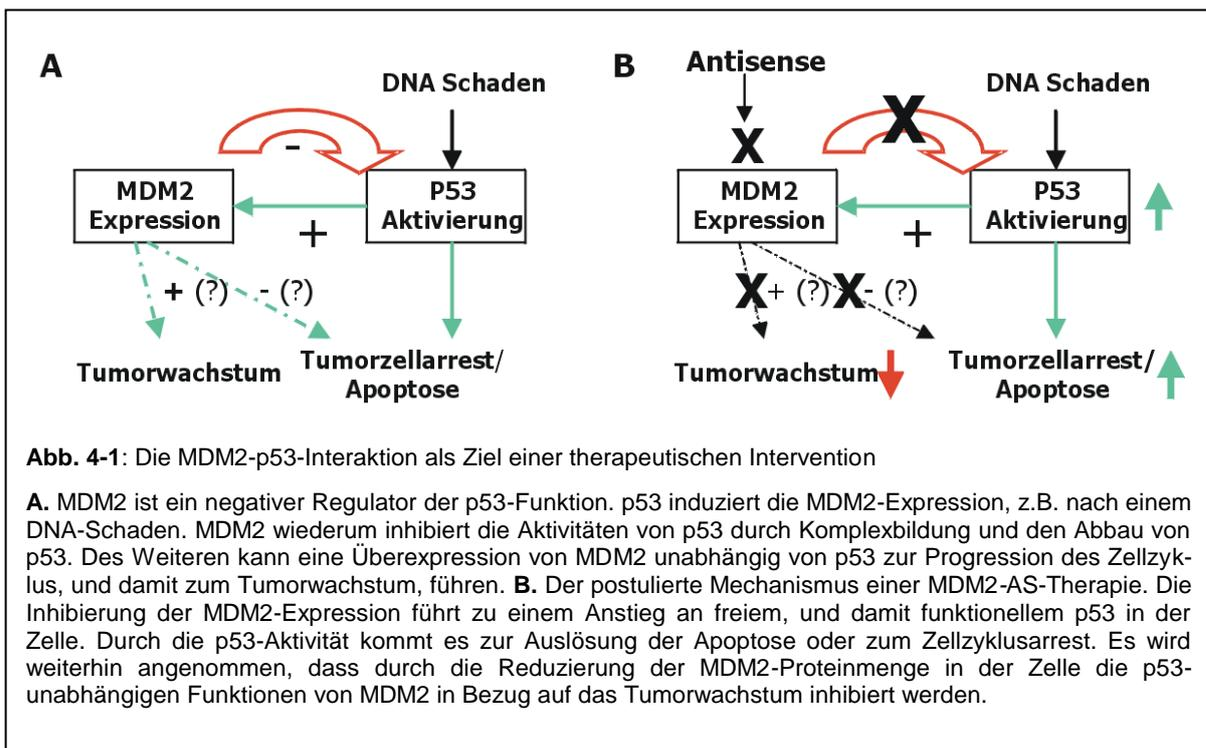 A
DNA Schaden
-
MDM2
Expression
P53
Aktivierung
+
+ (?)
- (?)
Tumorwachstum
Tumorzellarrest/
Apoptose
B
Antisense
X
X
DNA Schaden
MDM2
Expression
P53
Aktivierung
+
X+ (?)
X- (?)
Tumorwachstum
Tumorzellarrest/
Apoptose
Abb. 4-1: Die MDM2-p53-Interaktion als Ziel einer therapeutischen Intervention
A. MDM2 ist ein negativer Regulator der p53-Funktion. p53 induziert die MDM2-Expression, z.B. nach einem
DNA-Schaden. MDM2 wiederum inhibiert die Aktivitäten von p53 durch Komplexbildung und den Abbau von
p53. Des Weiteren kann eine Überexpression von MDM2 unabhängig von p53 zur Progression des Zellzyk-
lus, und damit zum Tumorwachstum, führen. B. Der postulierte Mechanismus einer MDM2-AS-Therapie. Die
Inhibierung der MDM2-Expression führt zu einem Anstieg an freiem, und damit funktionellem p53 in der
Zelle. Durch die p53-Aktivität kommt es zur Auslösung der Apoptose oder zum Zellzyklusarrest. Es wird
weiterhin angenommen, dass durch die Reduzierung der MDM2-Proteinmenge in der Zelle die p53-
unabhängigen Funktionen von MDM2 in Bezug auf das Tumorwachstum inhibiert werden.